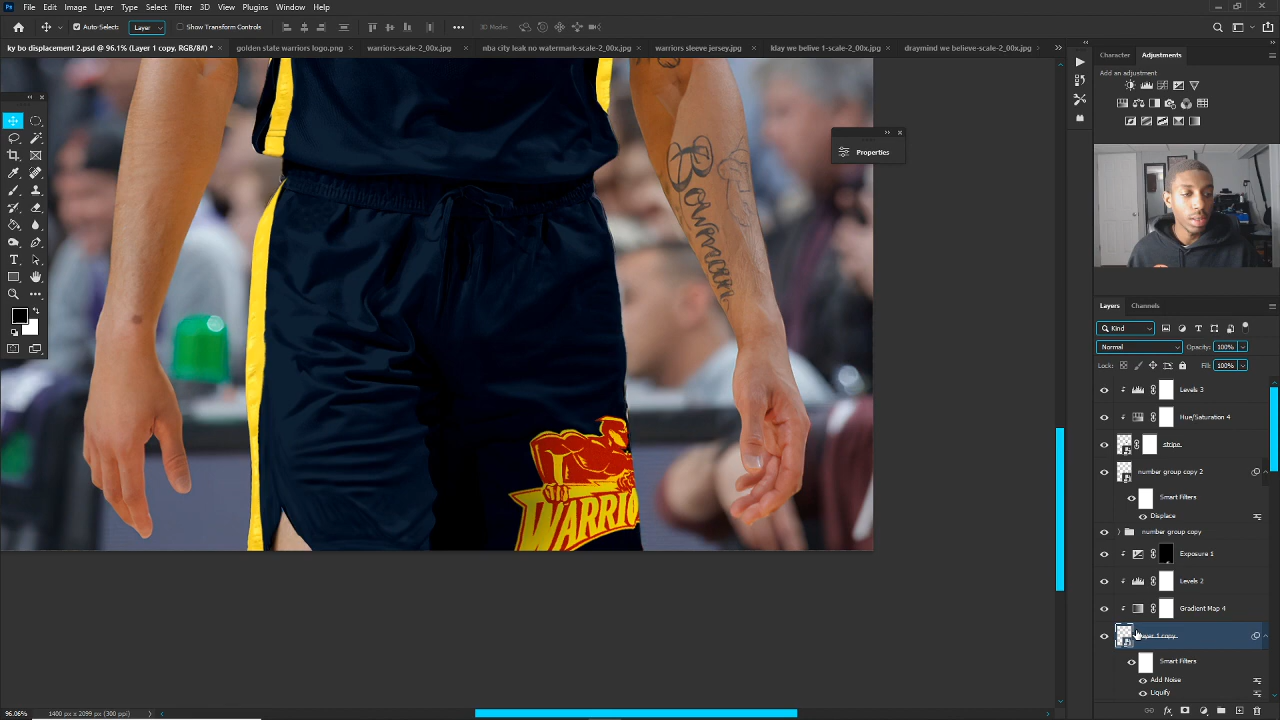 File Edit Image Layer Type Select Filter 3D View Plugins Window Help
Auto-Select: Layer Show Transform Controls 3D Mode:
ky bo displacement 2.psd @ 96.1% (Layer 1 copy, RGB/8#) * golden state warriors logo.png warriors-scale-2_00x.jpg nba city leak no watermark-scale-2_00x.jpg warriors sleeve jersey.jpg klay we belive 1-scale-2_00x.jpg draymind we believe-scale-2_00x.jpg
Character Adjustments
Add an adjustment
Properties
Bowman
WARRIO
Layers Channels
Kind
Normal Opacity: 100%
Lock: Fill: 100%
Levels 3
Hue/Saturation 4
stripe.
number group copy 2
Smart Filters
Displace
number group copy
Exposure 1
Levels 2
Gradient Map 4
Layer 1 copy
Smart Filters
Add Noise
Liquify
96.06% 1400 px x 2099 px (300 ppi)